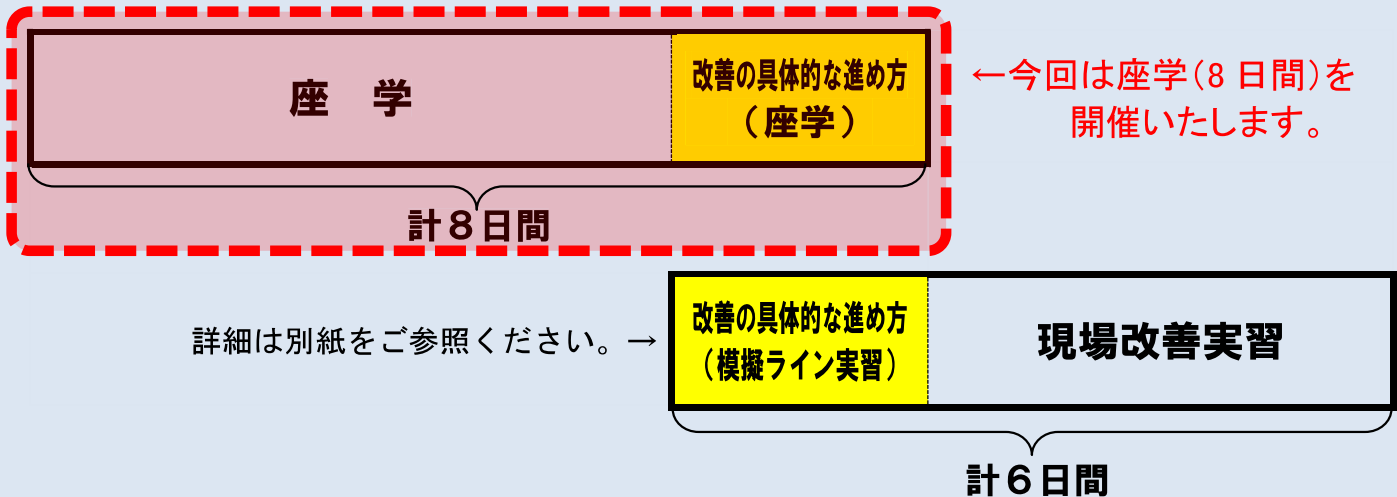 座　学
改善の具体的な進め方
（座学）
←今回は座学(8 日間)を
開催いたします。
計８日間
詳細は別紙をご参照ください。→
改善の具体的な進め方
（模擬ライン実習）
現場改善実習
計６日間